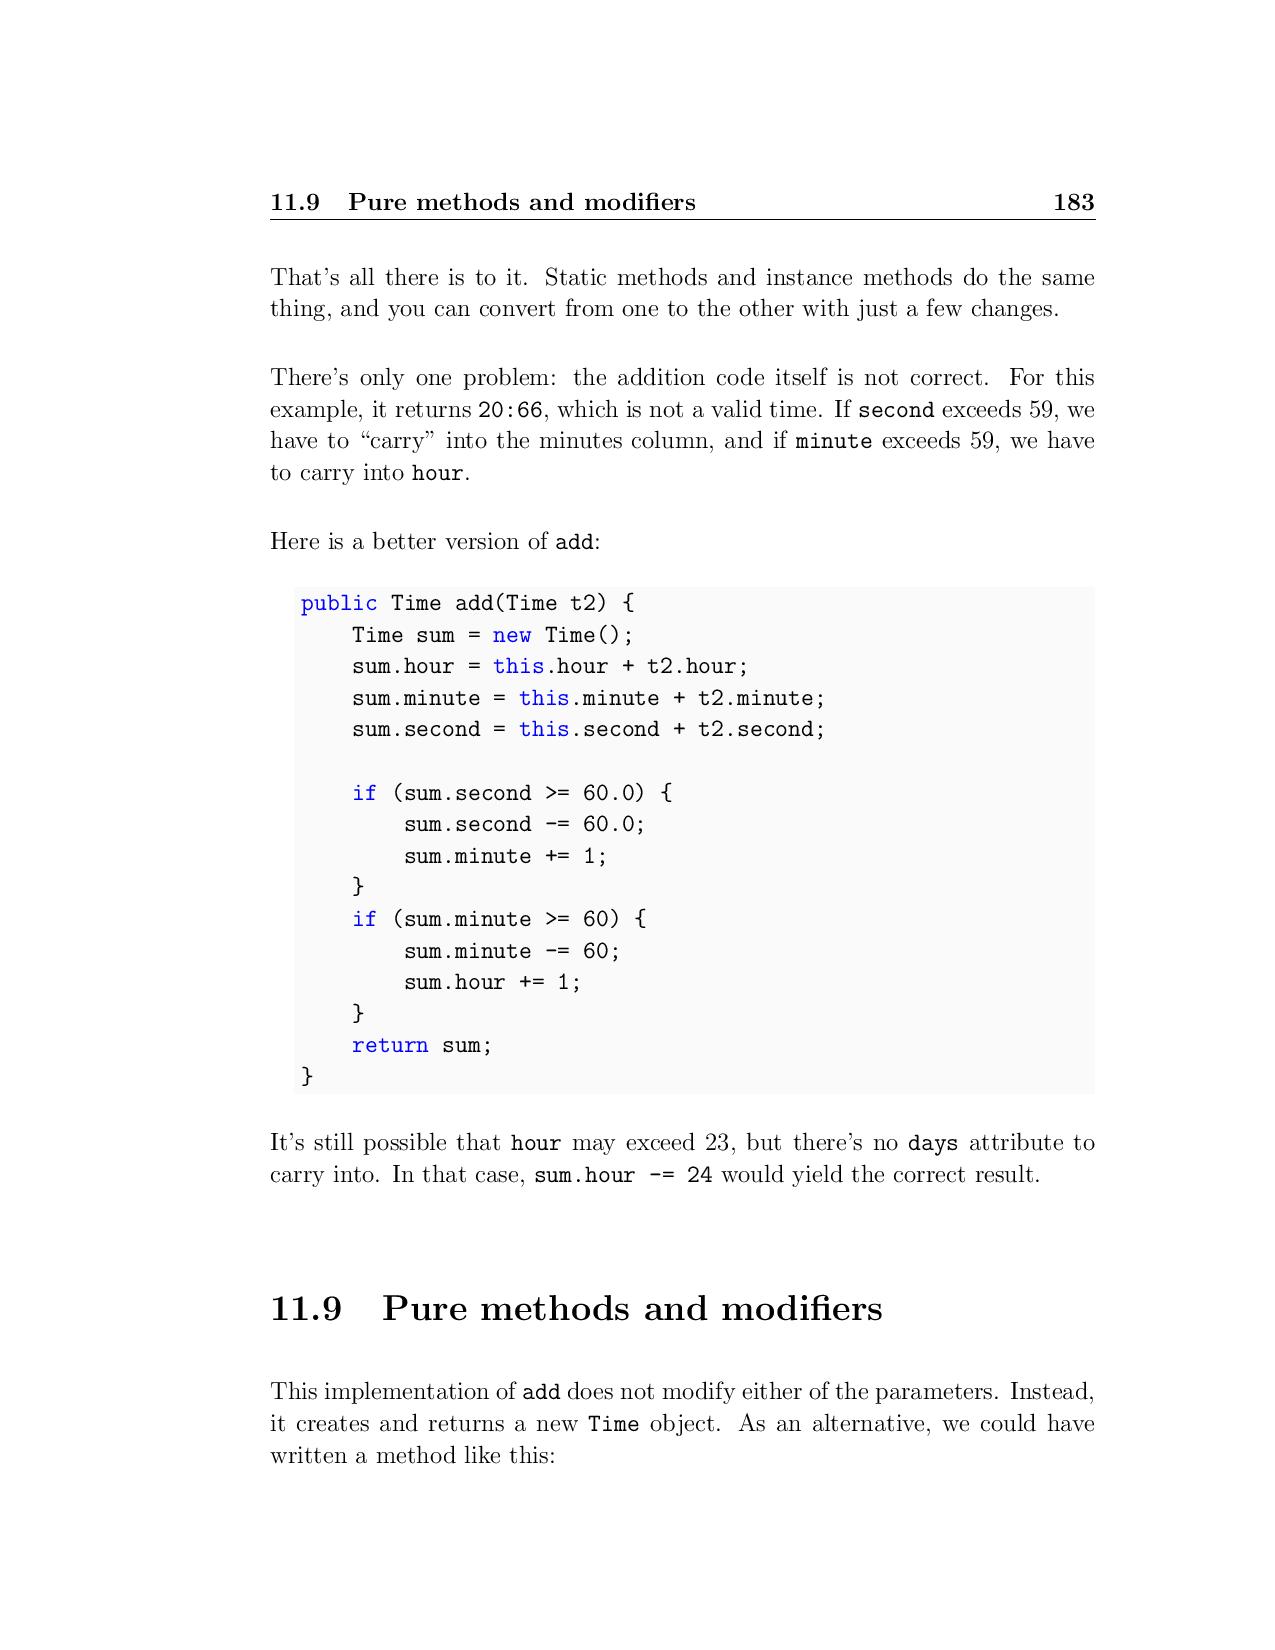 11.9 Pure methods and modifiers 183
That's all there is to it. Static methods and instance methods do the same
thing, and you can convert from one to the other with just a few changes.
There's only one problem: the addition code itself is not correct. For this
example, it returns 20:66, which is not a valid time. If second exceeds 59, we
have to “carry” into the minutes column, and if minute exceeds 59, we have
to carry into hour.
Here is a better version of add:
public Time add(Time t2) {
    Time sum = new Time();
    sum.hour = this.hour + t2.hour;
    sum.minute = this.minute + t2.minute;
    sum.second = this.second + t2.second;
    if (sum.second >= 60.0) {
        sum.second -= 60.0;
        sum.minute += 1;
    }
    if (sum.minute >= 60) {
        sum.minute -= 60;
        sum.hour += 1;
    }
    return sum;
}
It's still possible that hour may exceed 23, but there's no days attribute to
carry into. In that case, sum.hour -= 24 would yield the correct result.
11.9 Pure methods and modifiers
This implementation of add does not modify either of the parameters. Instead,
it creates and returns a new Time object. As an alternative, we could have
written a method like this: